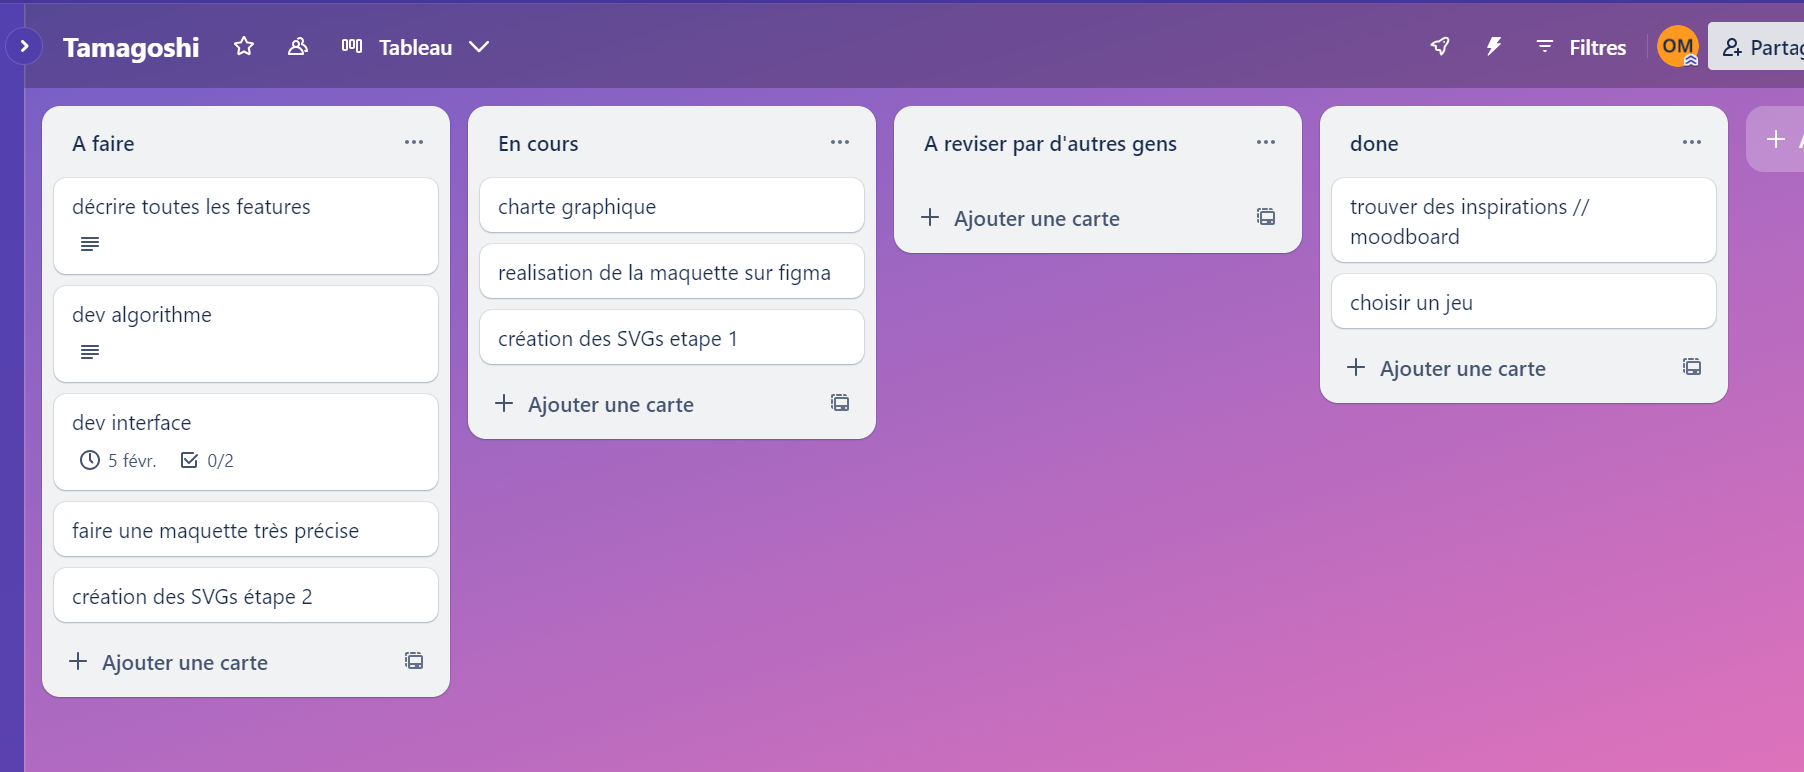 Tamagoshi
Tableau
Filtres
OM
A faire
décrire toutes les features
dev algorithme
dev interface
5 févr.
0/2
faire une maquette très précise
création des SVGs étape 2
Ajouter une carte
En cours
charte graphique
realisation de la maquette sur figma
création des SVGs etape 1
Ajouter une carte
A reviser par d'autres gens
Ajouter une carte
done
trouver des inspirations //
moodboard
choisir un jeu
Ajouter une carte